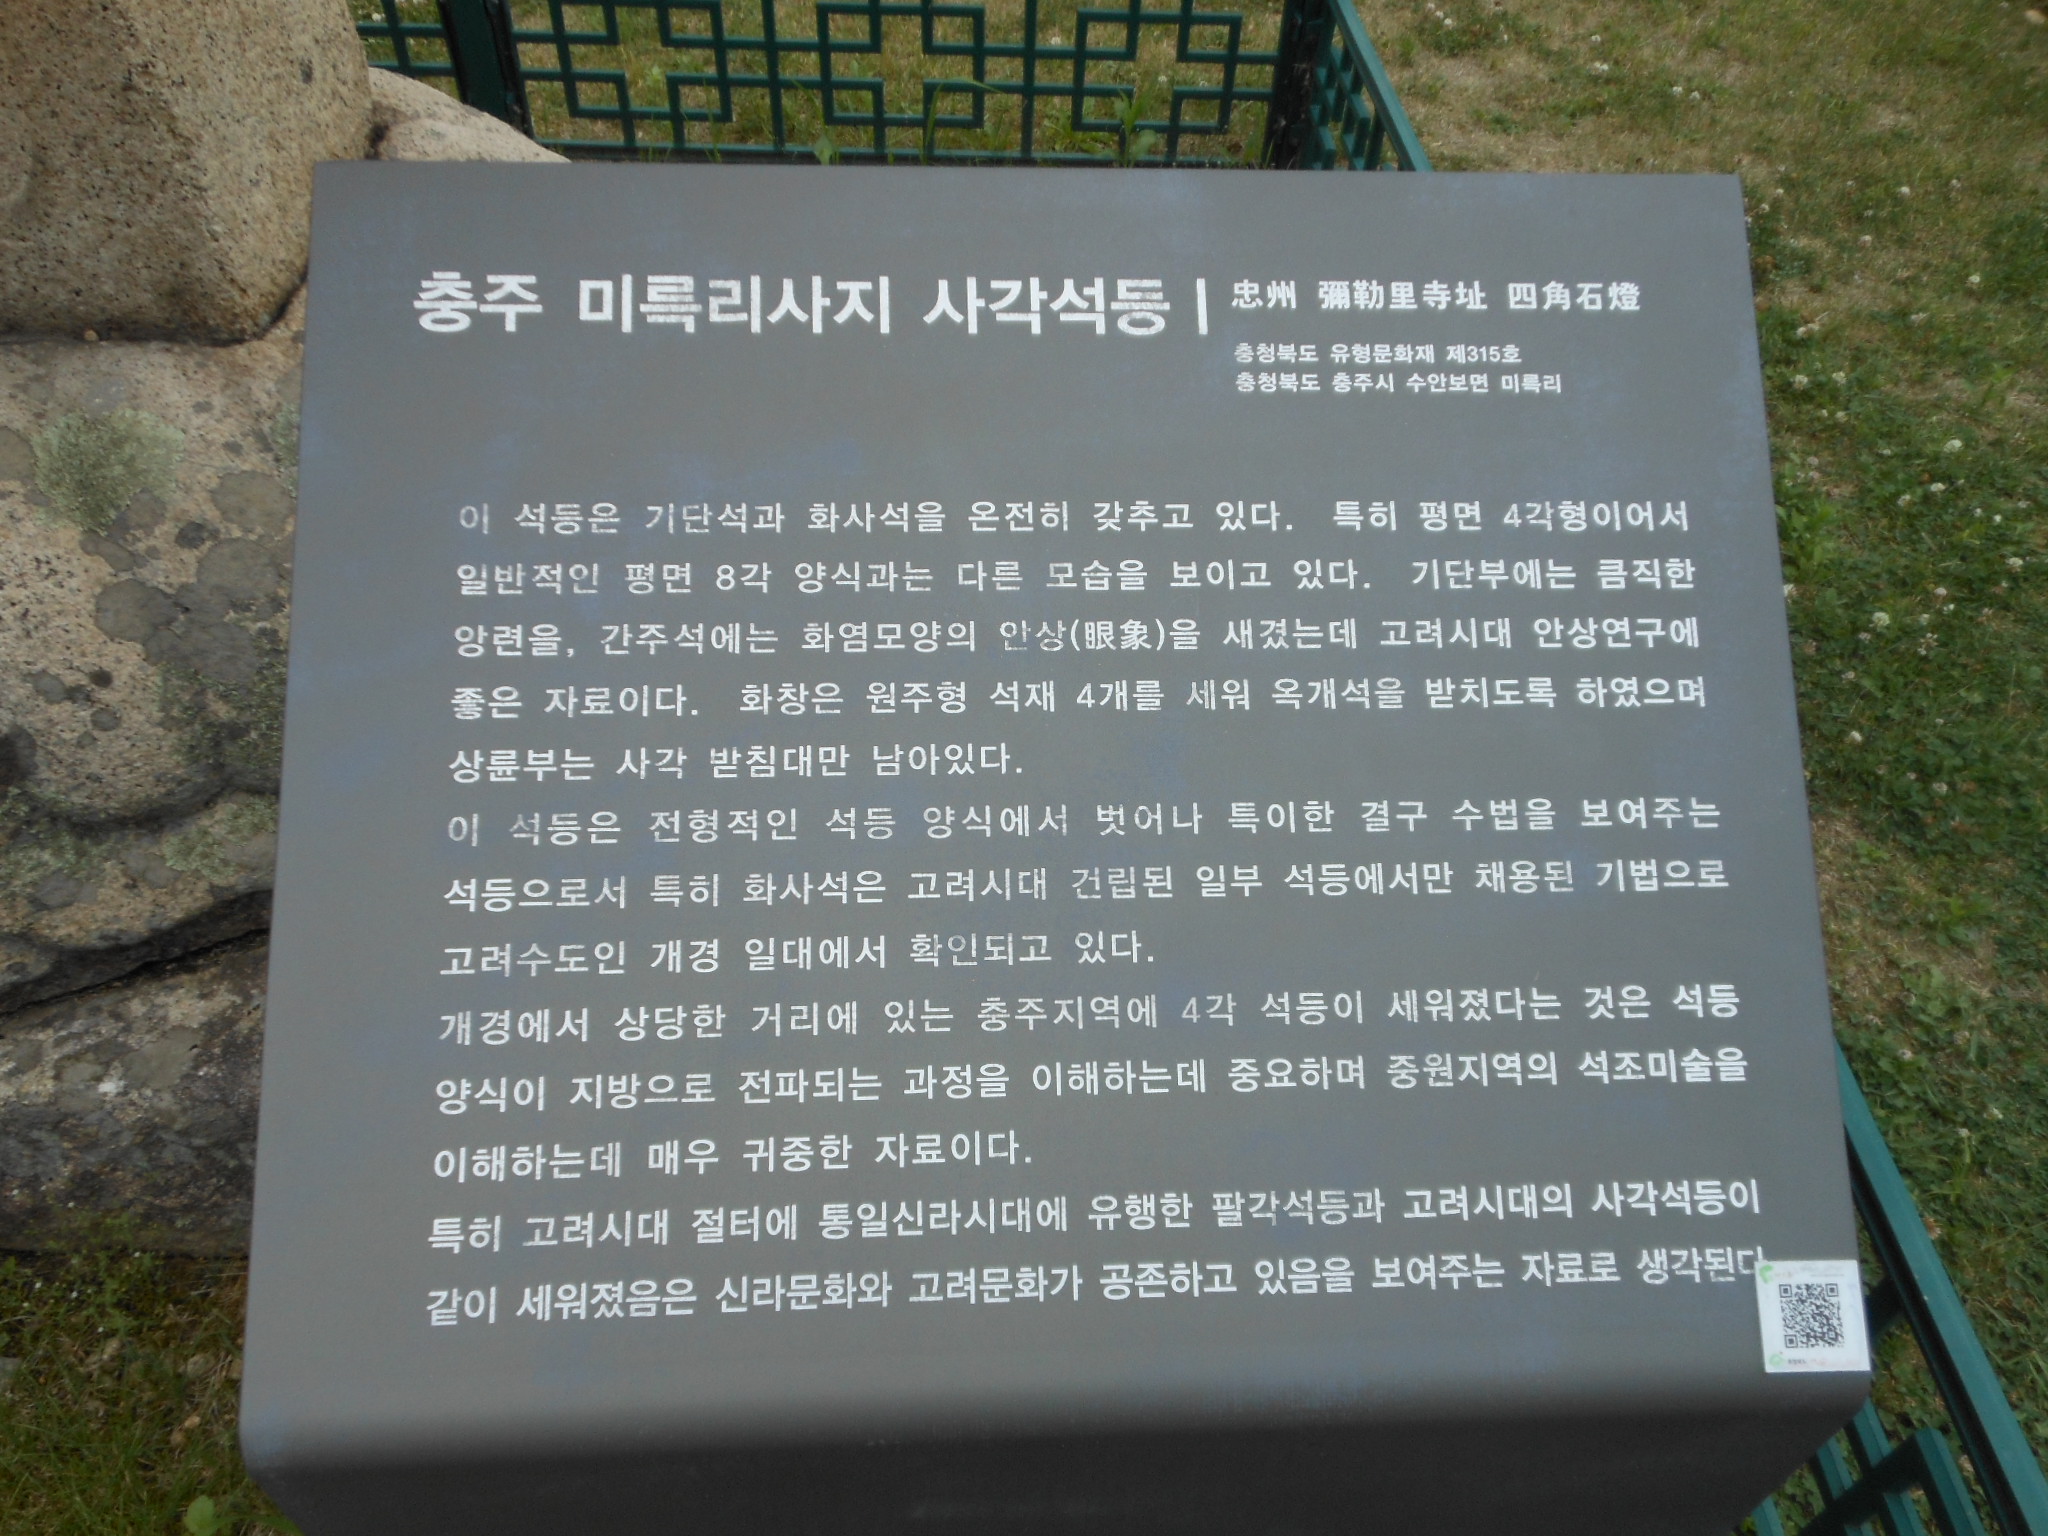 충주 미륵리사지 사각석등 | 忠州 彌勒里寺址 四角石燈
충청북도 유형문화재 제315호
충청북도 충주시 수안보면 미륵리
이 석등은 기단석과 화사석을 온전히 갖추고 있다. 특히 평면 4각형이어서
일반적인 평면 8각 양식과는 다른 모습을 보이고 있다. 기단부에는 큼직한
앙련을, 간주석에는 화염모양의 안상(眼象)을 새겼는데 고려시대 안상연구에
좋은 자료이다. 화창은 원주형 석재 4개를 세워 옥개석을 받치도록 하였으며
상륜부는 사각 받침대만 남아있다.
이 석등은 전형적인 석등 양식에서 벗어나 특이한 결구 수법을 보여주는
석등으로서 특히 화사석은 고려시대 건립된 일부 석등에서만 채용된 기법으로
고려수도인 개경 일대에서 확인되고 있다.
개경에서 상당한 거리에 있는 충주지역에 4각 석등이 세워졌다는 것은 석등
양식이 지방으로 전파되는 과정을 이해하는데 중요하며 중원지역의 석조미술을
이해하는데 매우 귀중한 자료이다.
특히 고려시대 절터에 통일신라시대에 유행한 팔각석등과 고려시대의 사각석등이
같이 세워졌음은 신라문화와 고려문화가 공존하고 있음을 보여주는 자료로 생각된다